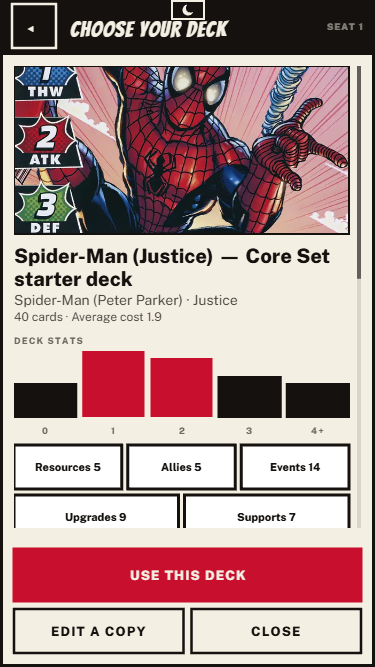 CHOOSE YOUR DECK
SEAT 1
1
THW
2
ATK
3
DEF
Spider-Man (Justice) — Core Set
starter deck
Spider-Man (Peter Parker) · Justice
40 cards · Average cost 1.9
DECK STATS
0 1 2 3 4+
Resources 5 Allies 5 Events 14
Upgrades 9 Supports 7
USE THIS DECK
EDIT A COPY CLOSE